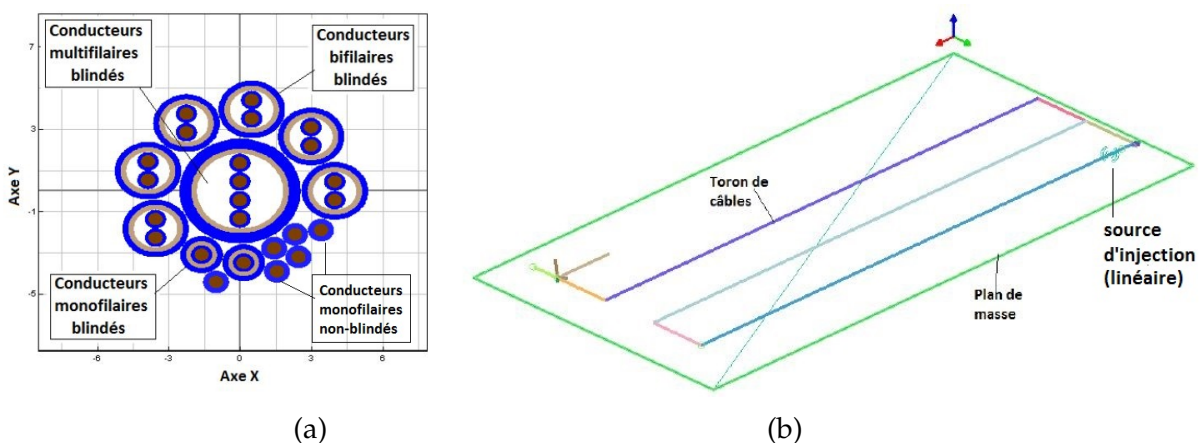 Conducteurs
multifilaires
blindés
Conducteurs
bifilaires
blindés
7
3
-1
-5
Axe Y
Conducteurs
monofilaires
blindés
Conducteurs
monofilaires
non-blindés
-6
-3
0
3
6
Axe X
(a)
Toron de
câbles
source
d'injection
(linéaire)
Plan de
masse
(b)